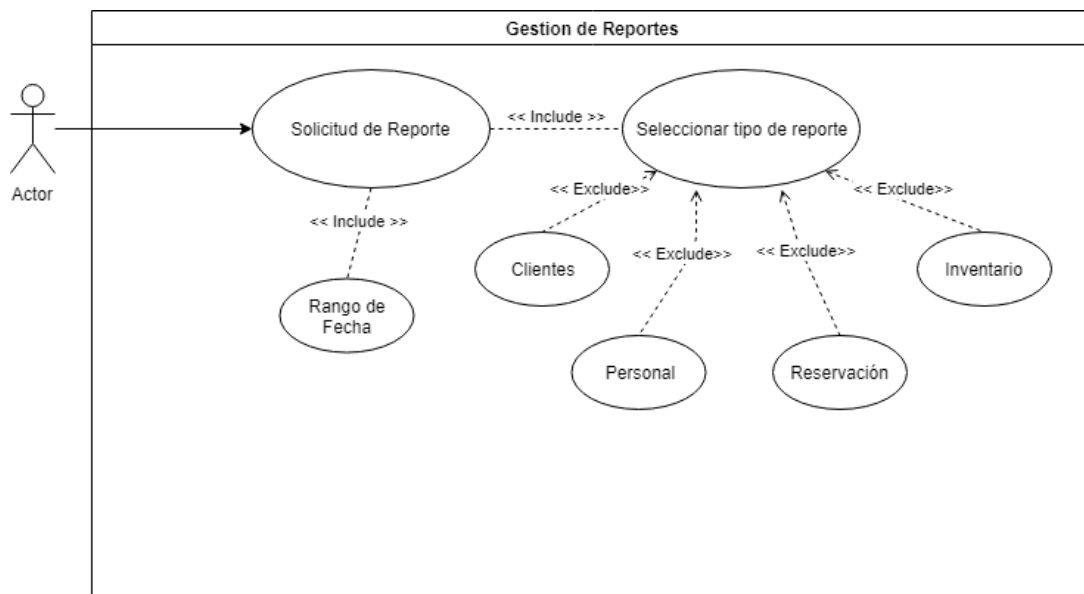 Gestion de Reportes
Actor
Solicitud de Reporte
<< Include >>
Seleccionar tipo de reporte
<< Include >>
Rango de
Fecha
<< Exclude>>
<< Exclude>>
<< Exclude>>
<< Exclude>>
Clientes
Inventario
Personal
Reservación